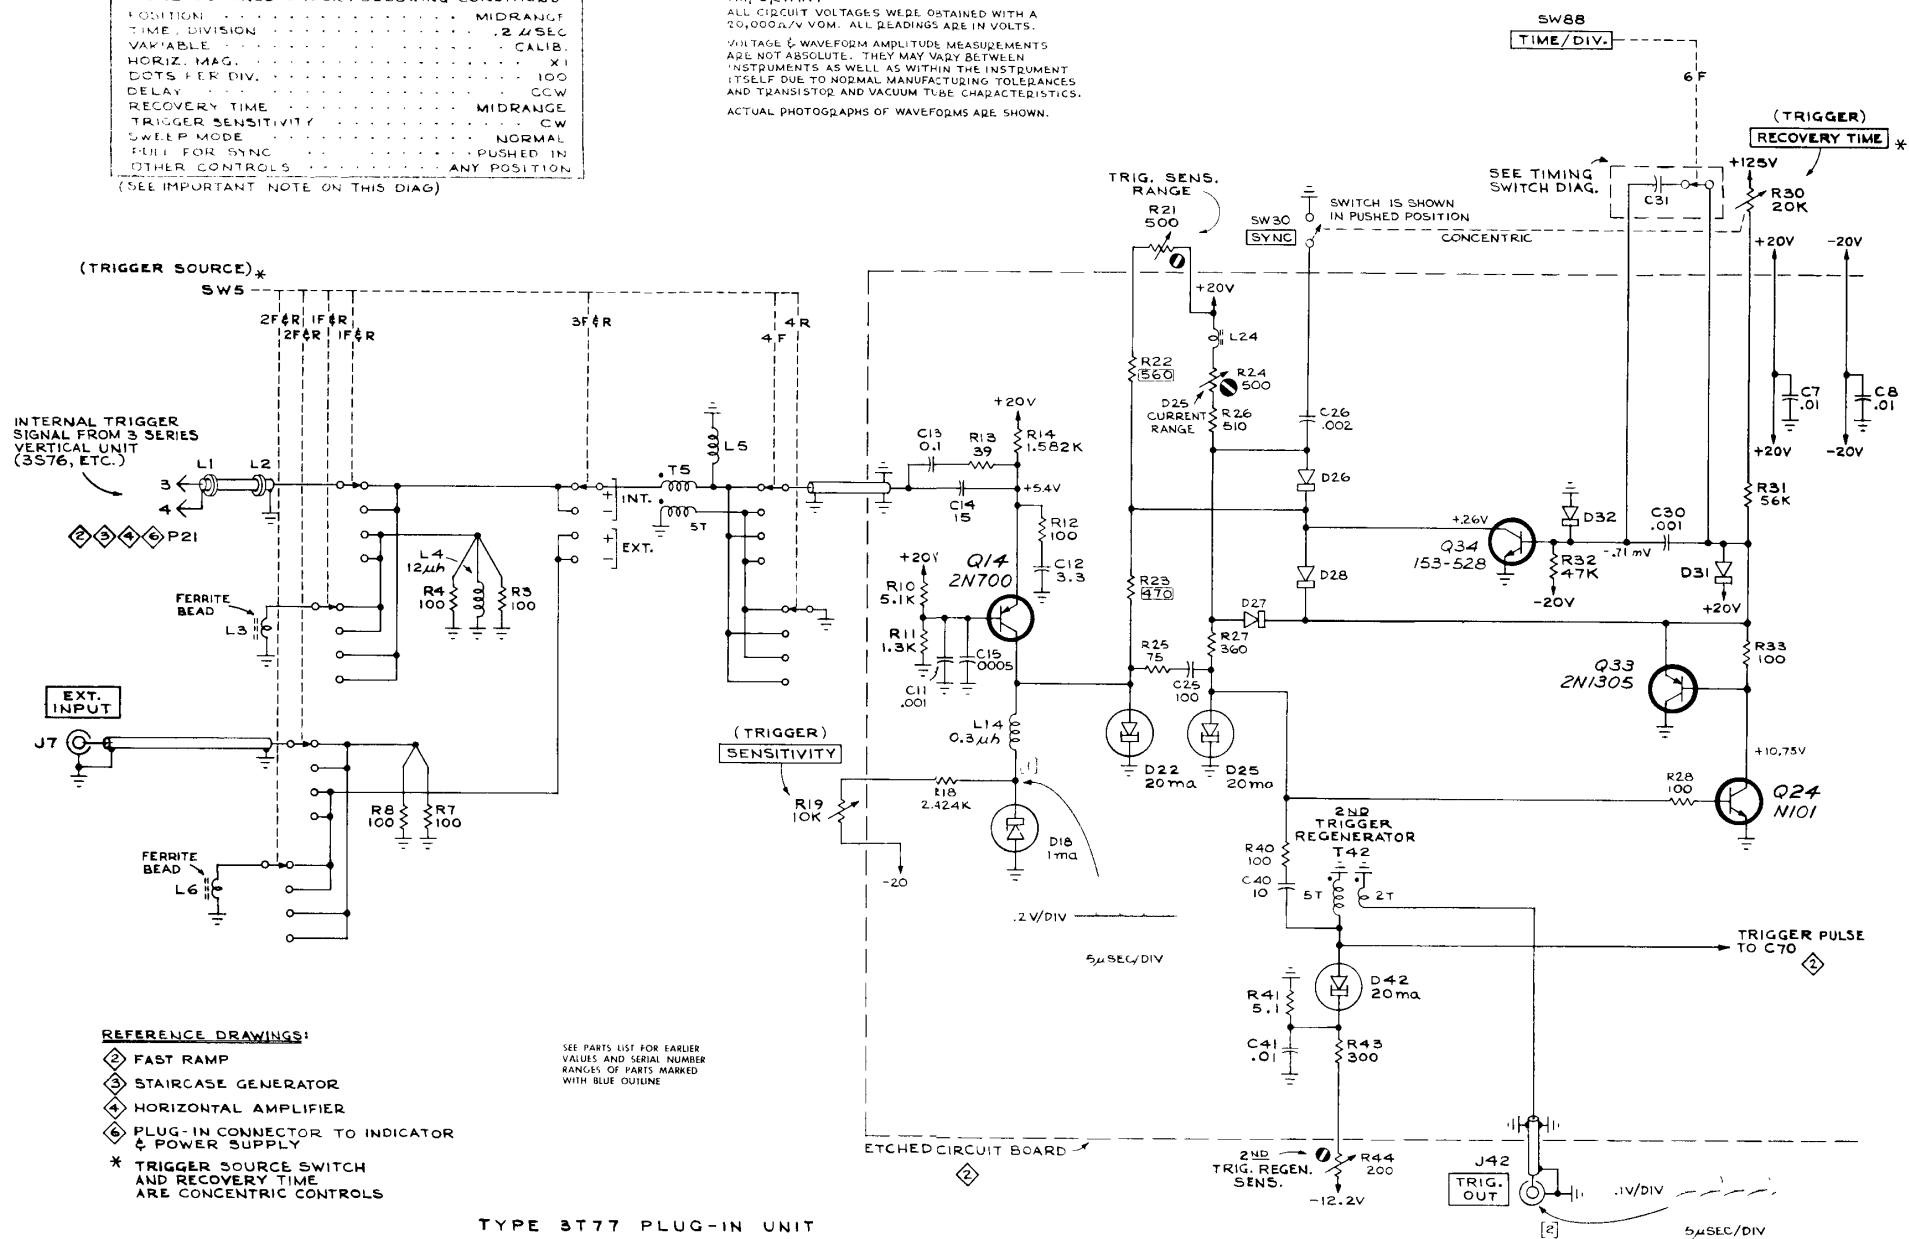 POSITION MIDRANGE
TIME/DIVISION .2 µSEC
VARIABLE CALIB.
HORIZ. MAG. X1
DOTS PER DIV. 100
DELAY CCW
RECOVERY TIME MIDRANGE
TRIGGER SENSITIVITY CW
SWEEP MODE NORMAL
PULL FOR SYNC PUSHED IN
OTHER CONTROLS ANY POSITION
(SEE IMPORTANT NOTE ON THIS DIAG)
ALL CIRCUIT VOLTAGES WERE OBTAINED WITH A
20,000Ω/V VOM. ALL READINGS ARE IN VOLTS.
VOLTAGE & WAVEFORM AMPLITUDE MEASUREMENTS
ARE NOT ABSOLUTE. THEY MAY VARY BETWEEN
INSTRUMENTS AS WELL AS WITHIN THE INSTRUMENT
ITSELF DUE TO NORMAL MANUFACTURING TOLERANCES
AND TRANSISTOR AND VACUUM TUBE CHARACTERISTICS.
ACTUAL PHOTOGRAPHS OF WAVEFORMS ARE SHOWN.
SW88
TIME/DIV.
6F
(TRIGGER)
RECOVERY TIME *
+125V
R30
20K
SEE TIMING
SWITCH DIAG.
C31
TRIG. SENS.
RANGE
R21
500
SW30
SYNC
SWITCH IS SHOWN
IN PUSHED POSITION
CONCENTRIC
+20V
-20V
C7
.01
C8
.01
+20V
-20V
(TRIGGER SOURCE)*
SW5
2F&R
1F&R
2F&R
1F&R
3F&R
4F
4R
+20V
L24
R22
560
R24
500
D25
CURRENT
RANGE
R26
510
C26
.002
D26
R31
56K
INTERNAL TRIGGER
SIGNAL FROM 3 SERIES
VERTICAL UNIT
(3S76, ETC.)
L1
L2
3
4
2 3 4 6 P21
L5
T5
5T
+
INT.
-
+
EXT.
-
C13
0.1
R13
39
+20V
R14
1.582K
+5.4V
C14
15
R12
100
C12
3.3
+.26V
Q34
153-528
D32
C30
.001
-.71 mV
R32
47K
-20V
D31
+20V
L4
12µh
R4
100
R3
100
FERRITE
BEAD
L3
+20V
R10
5.1K
R11
1.3K
Q14
2N700
C11
.001
C15
.0005
R23
470
D28
D27
R25
75
C25
100
R27
360
Q33
2N1305
R33
100
EXT.
INPUT
J7
L14
0.3µh
[1]
D22
20ma
D25
20ma
+10.75V
R28
100
Q24
N101
(TRIGGER)
SENSITIVITY
R19
10K
R18
2.424K
-20
D18
1ma
R8
100
R7
100
FERRITE
BEAD
L6
2ND
TRIGGER
REGENERATOR
T42
R40
100
C40
10
5T
2T
.2V/DIV
5µSEC/DIV
TRIGGER PULSE
TO C70
2
D42
20ma
R41
5.1
C41
.01
R43
300
REFERENCE DRAWINGS:
2 FAST RAMP
3 STAIRCASE GENERATOR
4 HORIZONTAL AMPLIFIER
6 PLUG-IN CONNECTOR TO INDICATOR
& POWER SUPPLY
* TRIGGER SOURCE SWITCH
AND RECOVERY TIME
ARE CONCENTRIC CONTROLS
SEE PARTS LIST FOR EARLIER
VALUES AND SERIAL NUMBER
RANGES OF PARTS MARKED
WITH BLUE OUTLINE
ETCHED CIRCUIT BOARD
2
2ND
TRIG. REGEN.
SENS.
R44
200
-12.2V
J42
TRIG.
OUT
.1V/DIV
[2]
5µSEC/DIV
TYPE 3T77 PLUG-IN UNIT